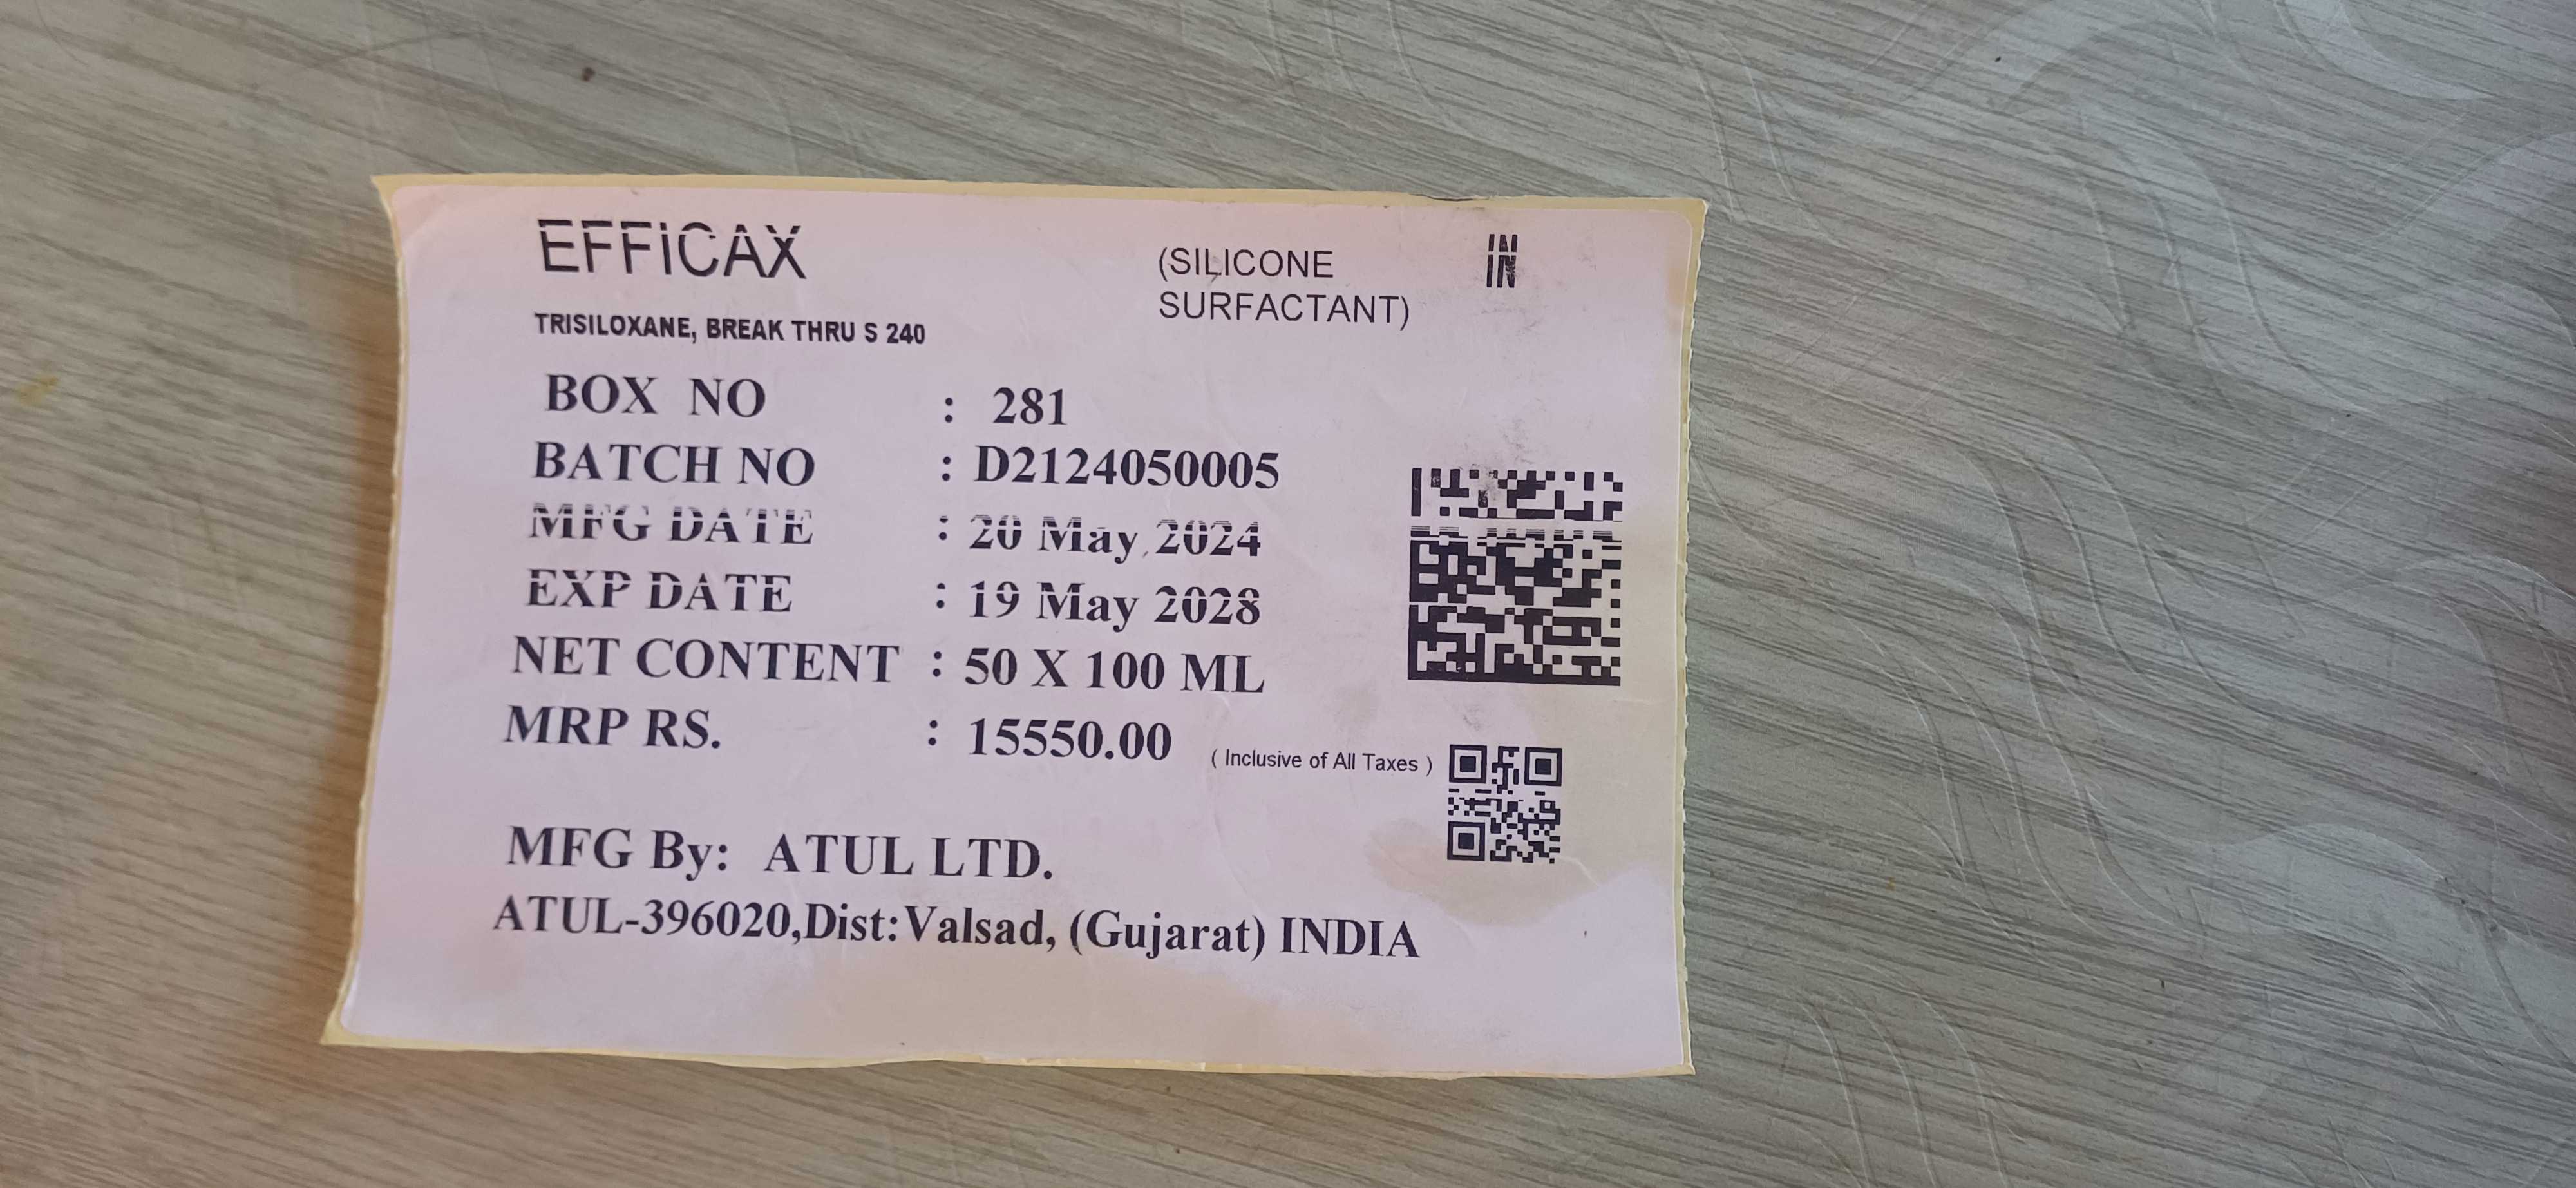 EFFICAX
(SILICONE
SURFACTANT)
IN
IN
TRISILOXANE, BREAK THRU S 240
BOX NO : 281
BATCH NO : D2124050005
MFG DATE : 20 May 2024
EXP DATE : 19 May 2028
NET CONTENT : 50 X 100 ML
MRP RS. : 15550.00 ( Inclusive of All Taxes )
MFG By: ATUL LTD.
ATUL-396020,Dist:Valsad, (Gujarat) INDIA